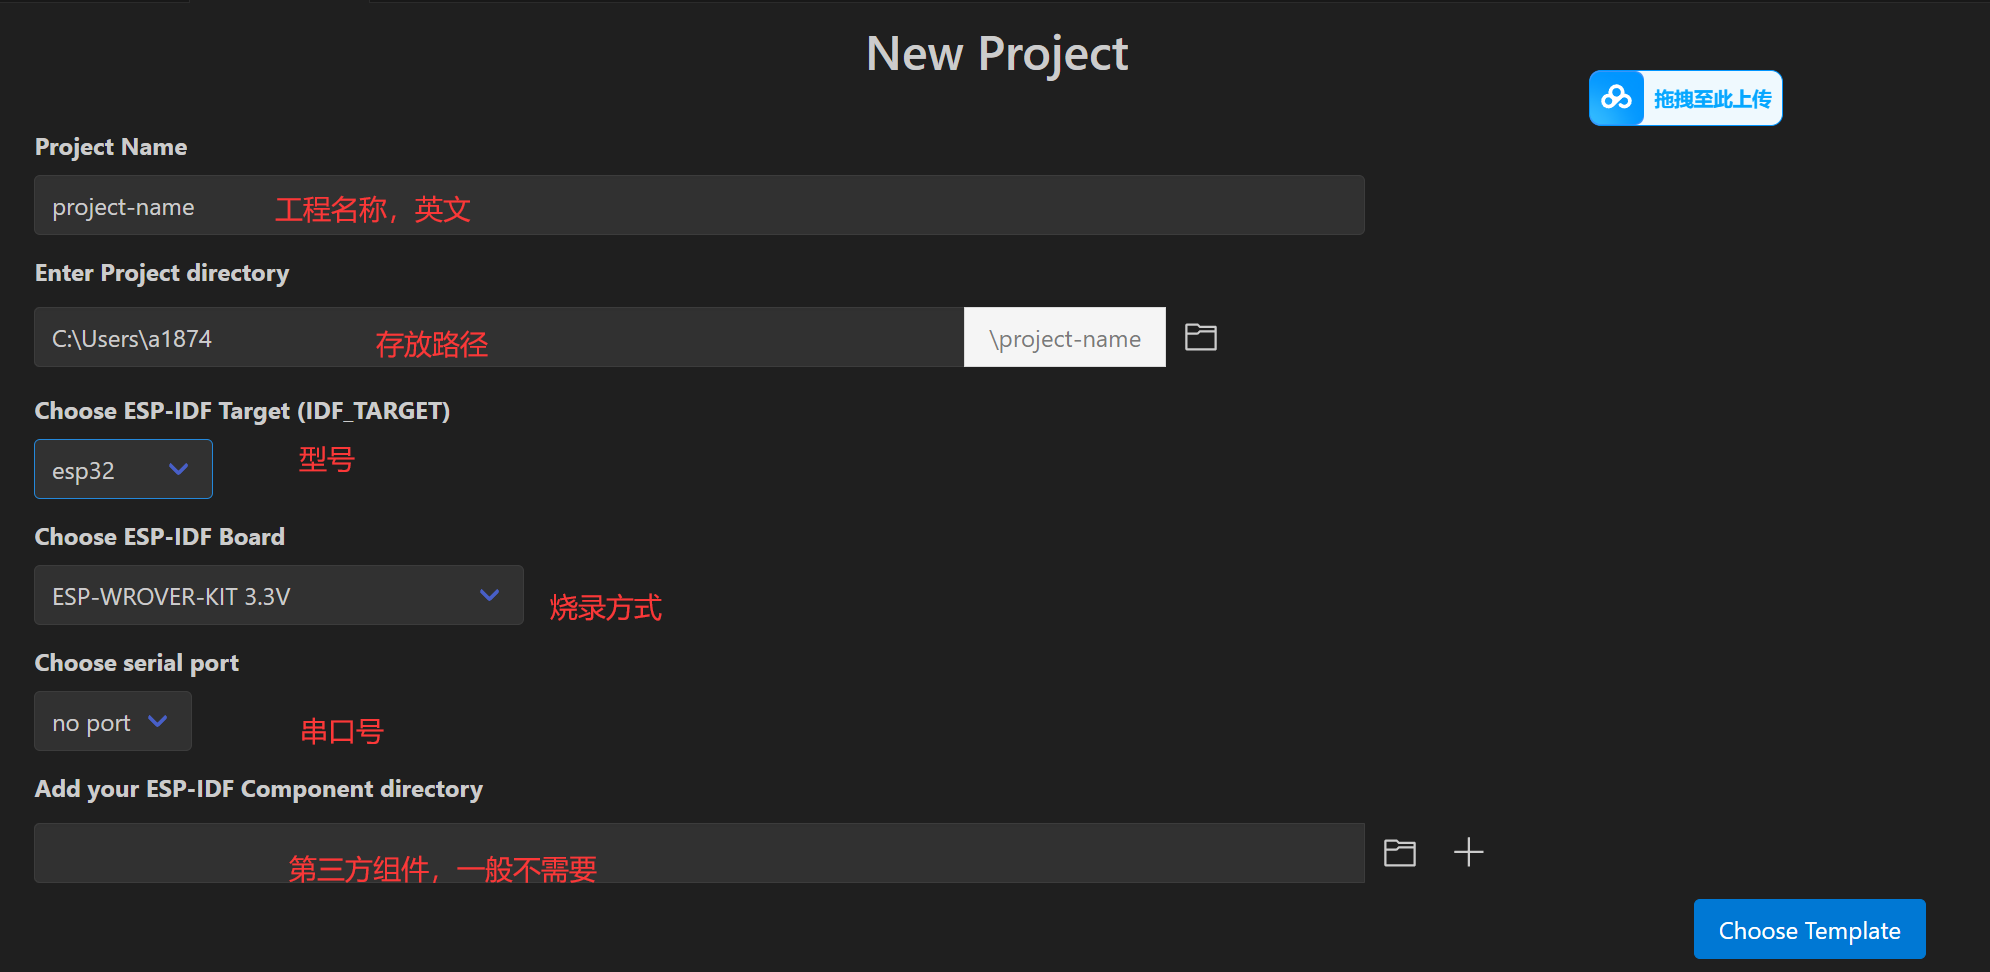 New Project
拖拽至此上传
Project Name
project-name 工程名称，英文
Enter Project directory
C:\Users\a1874 存放路径 \project-name
Choose ESP-IDF Target (IDF_TARGET)
esp32 型号
Choose ESP-IDF Board
ESP-WROVER-KIT 3.3V 烧录方式
Choose serial port
no port 串口号
Add your ESP-IDF Component directory
第三方组件，一般不需要
Choose Template